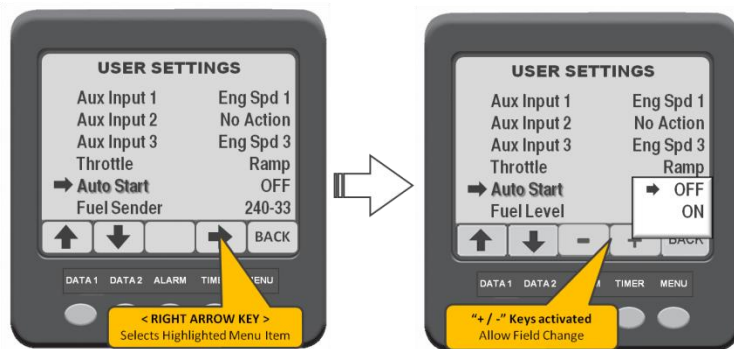 USER SETTINGS
Aux Input 1 Eng Spd 1
Aux Input 2 No Action
Aux Input 3 Eng Spd 3
Throttle Ramp
Auto Start OFF
Fuel Sender 240-33
BACK
DATA 1 DATA 2 ALARM TIME ENU
< RIGHT ARROW KEY >
Selects Highlighted Menu Item
USER SETTINGS
Aux Input 1 Eng Spd 1
Aux Input 2 No Action
Aux Input 3 Eng Spd 3
Throttle Ramp
Auto Start OFF
Fuel Level ON
- + BACK
DATA 1 DATA 2 M TIMER MENU
"+ / -" Keys activated
Allow Field Change